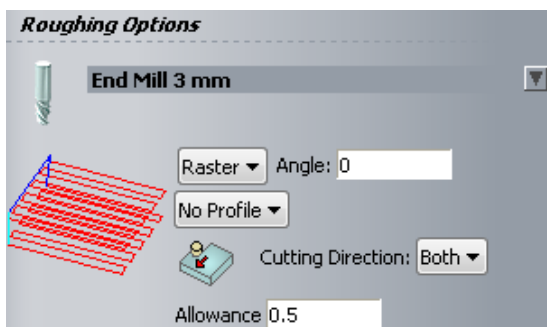 Roughing Options
End Mill 3 mm
Raster Angle: 0
No Profile
Cutting Direction: Both
Allowance 0.5